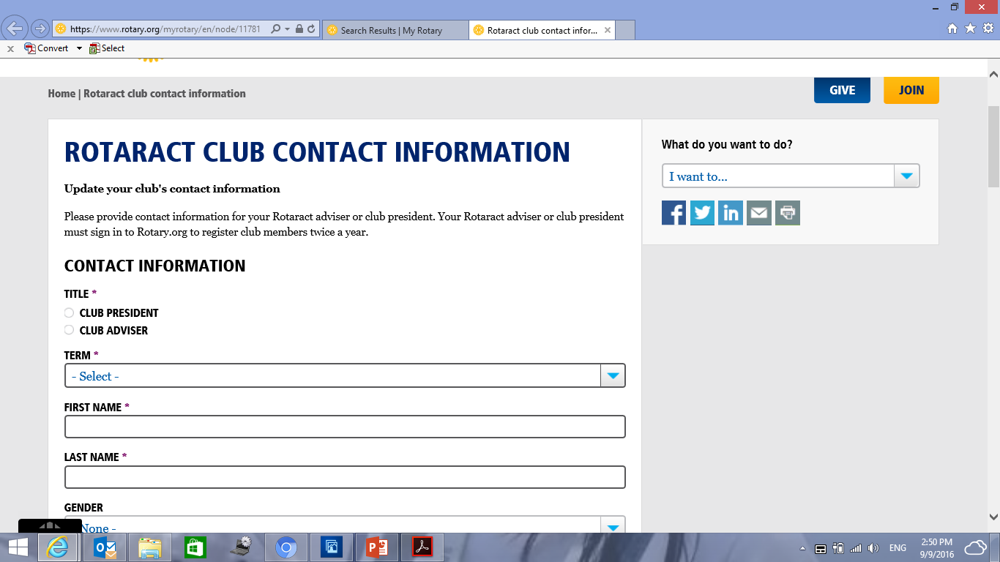 https://www.rotary.org/myrotary/en/node/11781
Search Results | My Rotary
Rotaract club contact infor...
x Convert Select
Home | Rotaract club contact information
GIVE
JOIN
ROTARACT CLUB CONTACT INFORMATION
Update your club's contact information
Please provide contact information for your Rotaract adviser or club president. Your Rotaract adviser or club president
must sign in to Rotary.org to register club members twice a year.
CONTACT INFORMATION
TITLE *
CLUB PRESIDENT
CLUB ADVISER
TERM *
- Select -
FIRST NAME *
LAST NAME *
GENDER
None -
What do you want to do?
I want to...
ENG
2:50 PM
9/9/2016